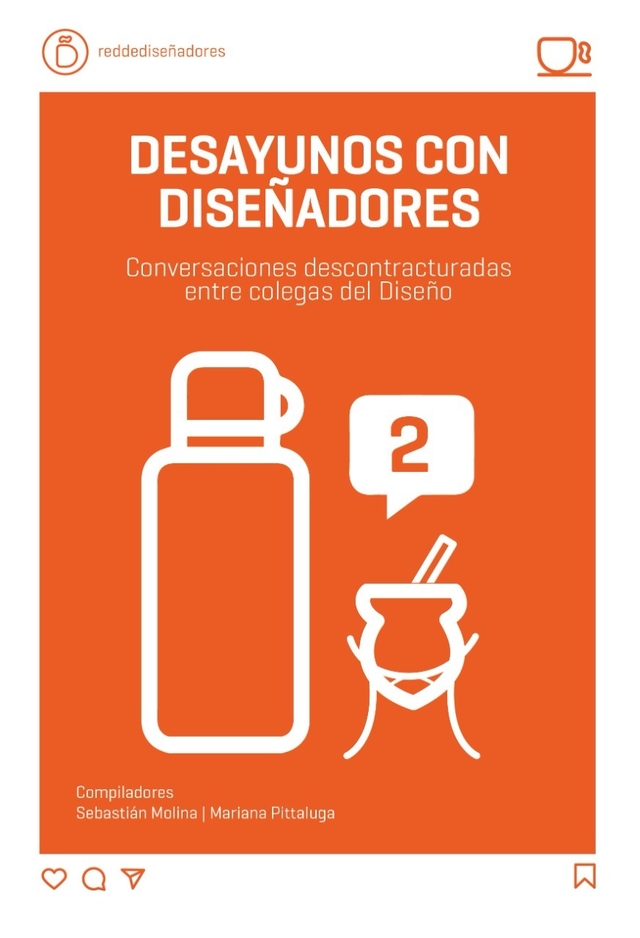 reddediseñadores
DESAYUNOS CON
DISEÑADORES
Conversaciones descontracturadas
entre colegas del Diseño
2
Compiladores
Sebastián Molina | Mariana Pittaluga